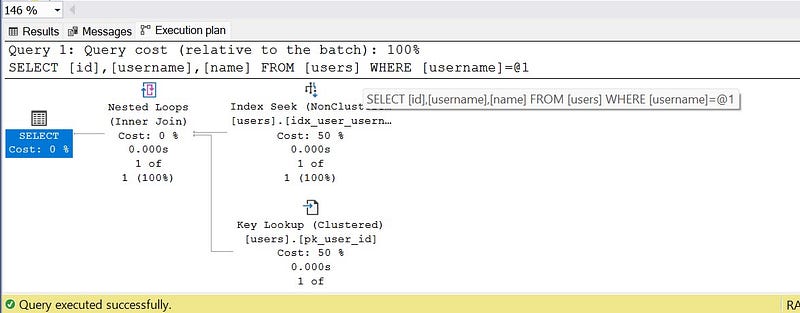 146 %
Results Messages Execution plan
Query 1: Query cost (relative to the batch): 100%
SELECT [id],[username],[name] FROM [users] WHERE [username]=@1
SELECT
Cost: 0 %
Nested Loops
(Inner Join)
Cost: 0 %
0.000s
1 of
1 (100%)
Index Seek (NonCluste…
[users].[idx_user_usern…
Cost: 50 %
0.000s
1 of
1 (100%)
SELECT [id],[username],[name] FROM [users] WHERE [username]=@1
Key Lookup (Clustered)
[users].[pk_user_id]
Cost: 50 %
0.000s
1 of
Query executed successfully.
RA